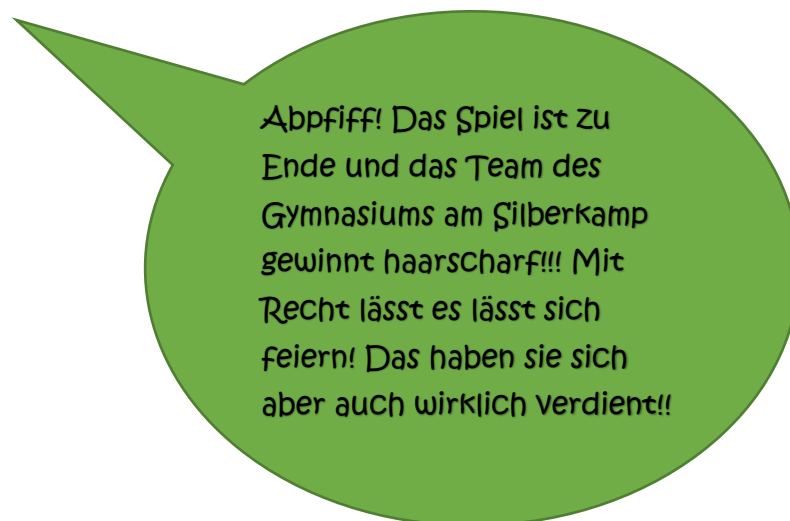 Abpfiff! Das Spiel ist zu
Ende und das Team des
Gymnasiums am Silberkamp
gewinnt haarscharf!!! Mit
Recht lässt es lässt sich
feiern! Das haben sie sich
aber auch wirklich verdient!!